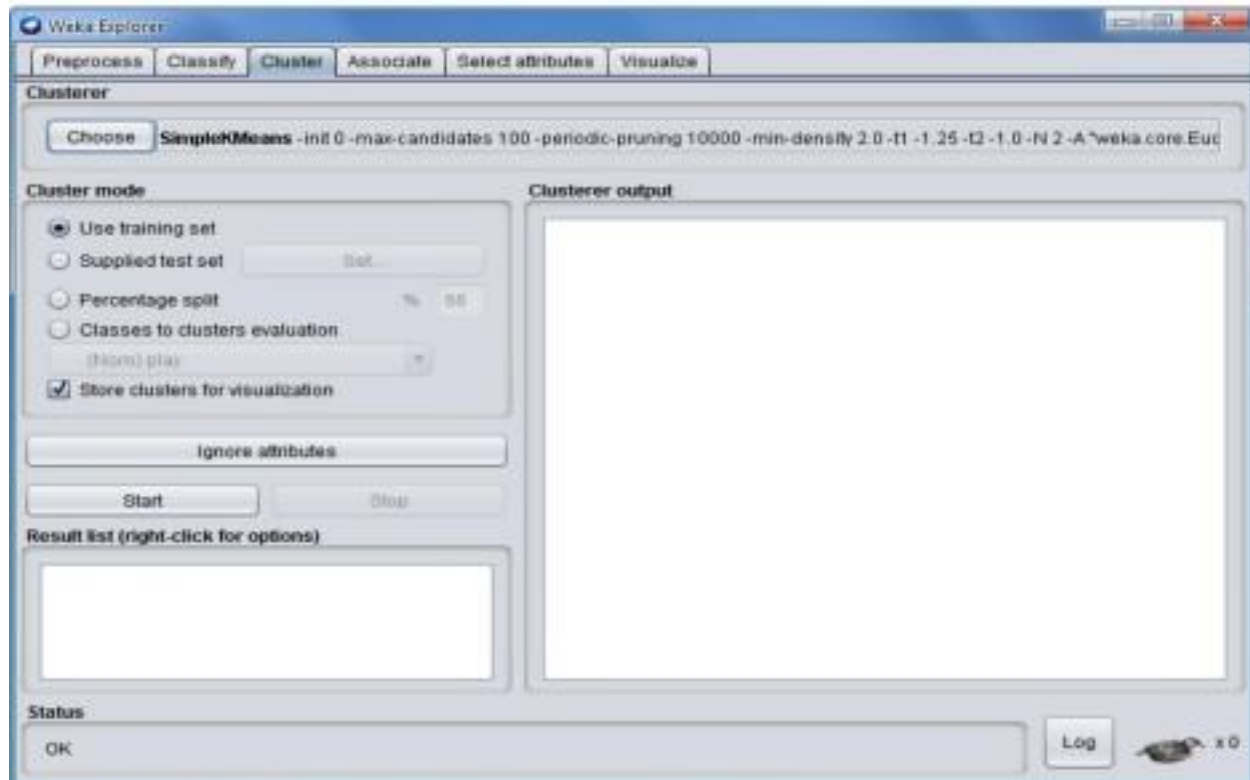 Weka Explorer
Preprocess Classify Cluster Associate Select attributes Visualize
Clusterer
Choose SimpleKMeans -init 0 -max-candidates 100 -periodic-pruning 10000 -min-density 2.0 -t1 -1.25 -t2 -1.0 -N 2 -A "weka.core.Euc
Cluster mode
Use training set
Supplied test set Set...
Percentage split % 66
Classes to clusters evaluation
(Nom) play
Store clusters for visualization
Ignore attributes
Start Stop
Result list (right-click for options)
Clusterer output
Status
OK
Log x 0